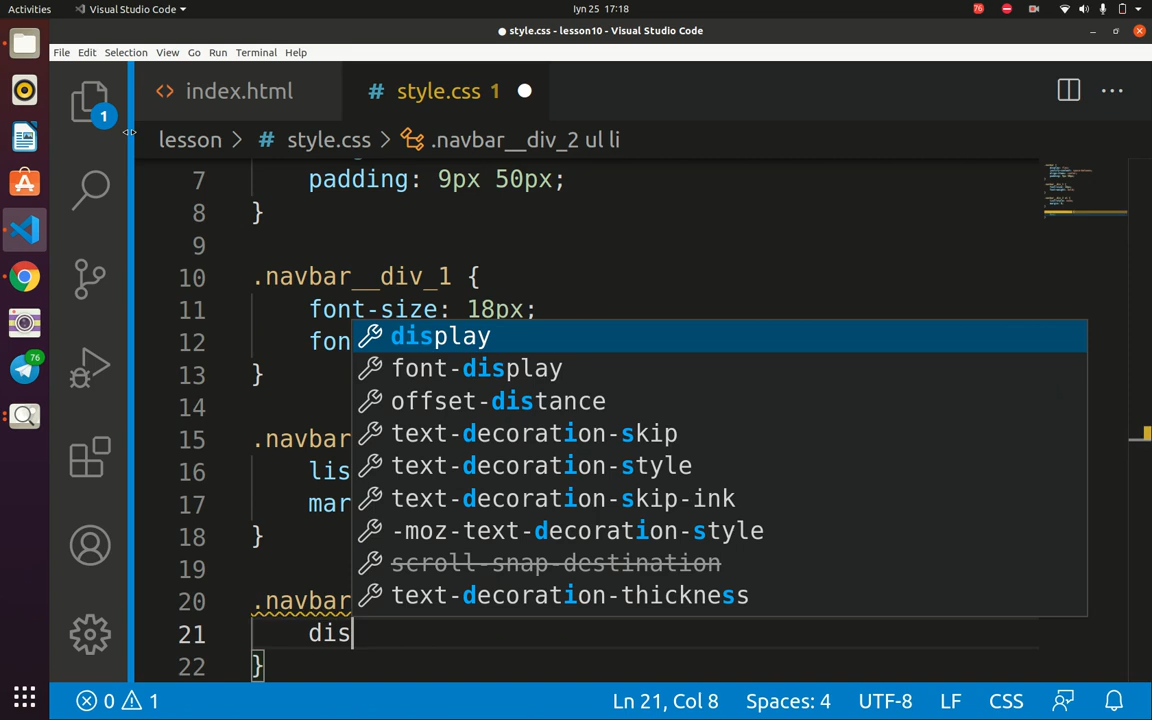 Activities
Visual Studio Code
Iyn 25 17:18
76
style.css - lesson10 - Visual Studio Code
File Edit Selection View Go Run Terminal Help
1
index.html
# style.css 1
lesson > # style.css > .navbar__div_2 ul li
7 padding: 9px 50px;
8 }
9
10 .navbar__div_1 {
11 font-size: 18px;
12 fon
13 }
14
15 .navbar
16 lis
17 mar
18 }
19
20 .navbar
21 dis
22 }
display
font-display
offset-distance
text-decoration-skip
text-decoration-style
text-decoration-skip-ink
-moz-text-decoration-style
scroll-snap-destination
text-decoration-thickness
76
0 1
Ln 21, Col 8
Spaces: 4
UTF-8
LF
CSS